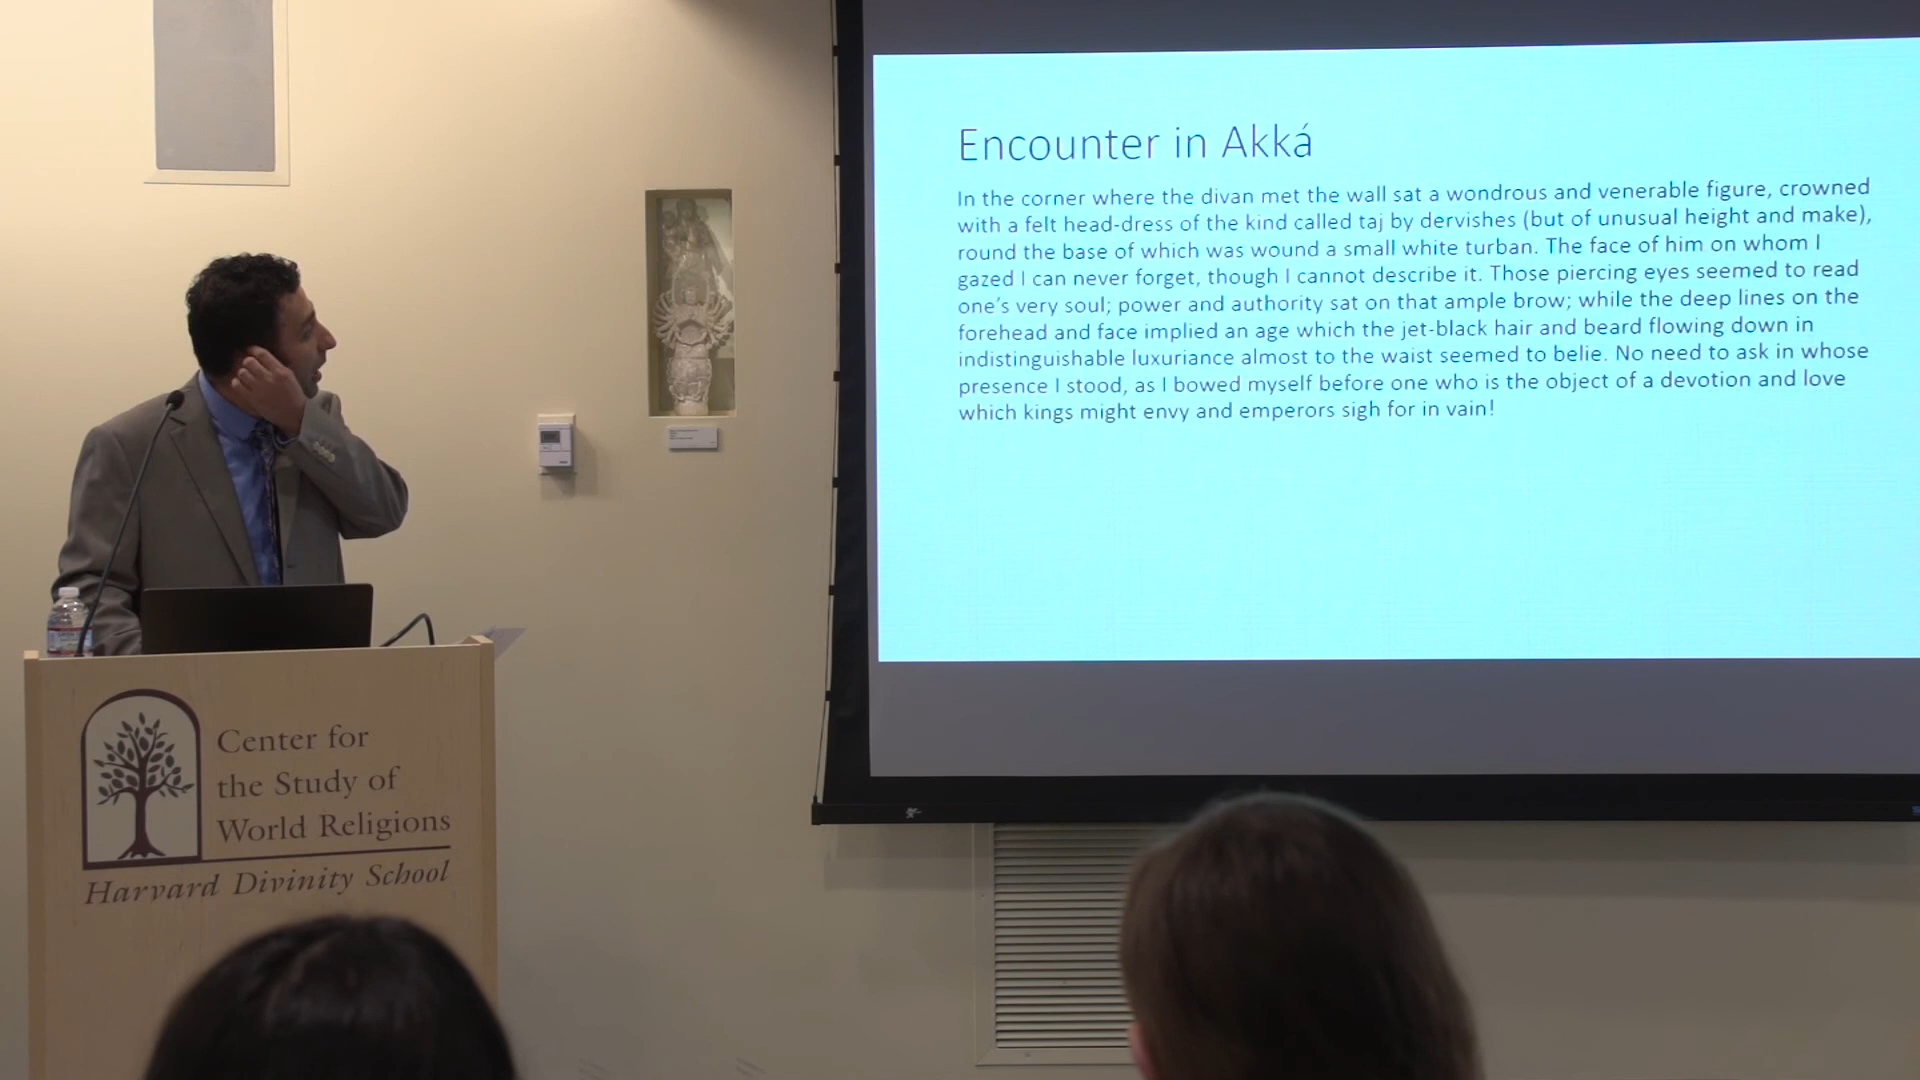 Encounter in Akká
In the corner where the divan met the wall sat a wondrous and venerable figure, crowned
with a felt head-dress of the kind called taj by dervishes (but of unusual height and make),
round the base of which was wound a small white turban. The face of him on whom I
gazed I can never forget, though I cannot describe it. Those piercing eyes seemed to read
one's very soul; power and authority sat on that ample brow; while the deep lines on the
forehead and face implied an age which the jet-black hair and beard flowing down in
indistinguishable luxuriance almost to the waist seemed to belie. No need to ask in whose
presence I stood, as I bowed myself before one who is the object of a devotion and love
which kings might envy and emperors sigh for in vain!
Center for
the Study of
World Religions
Harvard Divinity School